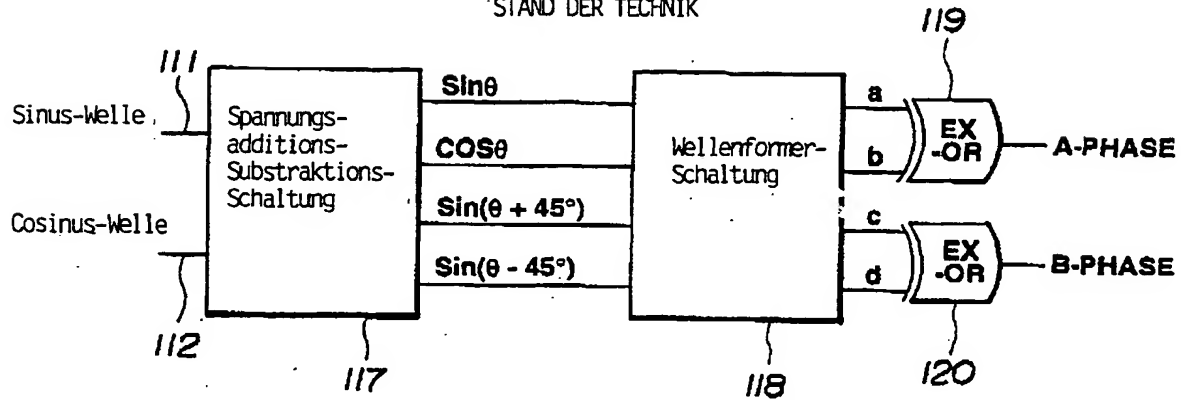 STAND DER TECHNIK
119
111
Sinus-Welle
Spannungs-
additions-
Substraktions-
Schaltung
Sinθ
COSθ
Sin(θ + 45°)
Sin(θ - 45°)
Wellenformer-
Schaltung
a
b
c
d
EX
-OR
A-PHASE
Cosinus-Welle
EX
-OR
B-PHASE
112
117
118
120